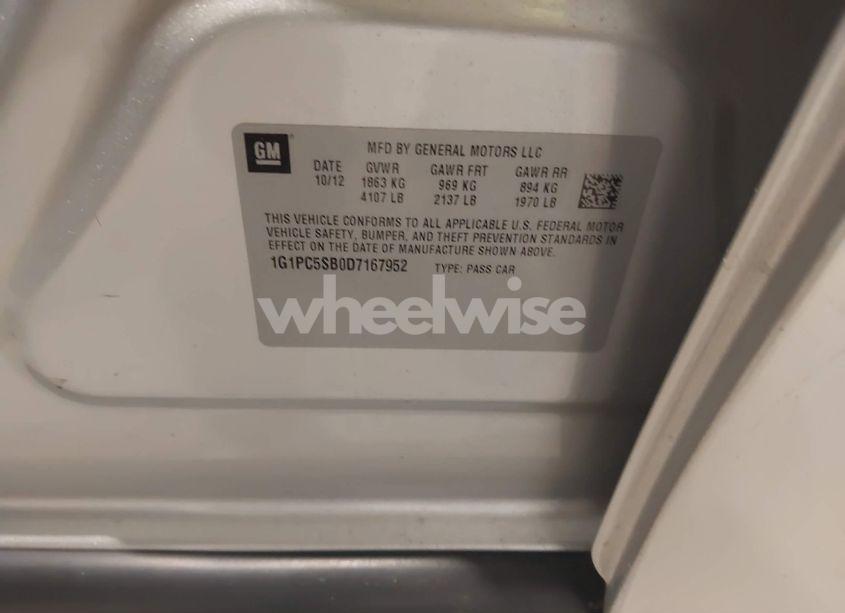 GM
MFD BY GENERAL MOTORS LLC
DATE GVWR GAWR FRT GAWR RR
10/12 1863 KG 969 KG 894 KG
4107 LB 2137 LB 1970 LB
THIS VEHICLE CONFORMS TO ALL APPLICABLE U.S. FEDERAL MOTOR
VEHICLE SAFETY, BUMPER, AND THEFT PREVENTION STANDARDS IN
EFFECT ON THE DATE OF MANUFACTURE SHOWN ABOVE.
1G1PC5SB0D7167952 TYPE: PASS CAR
wheelwise